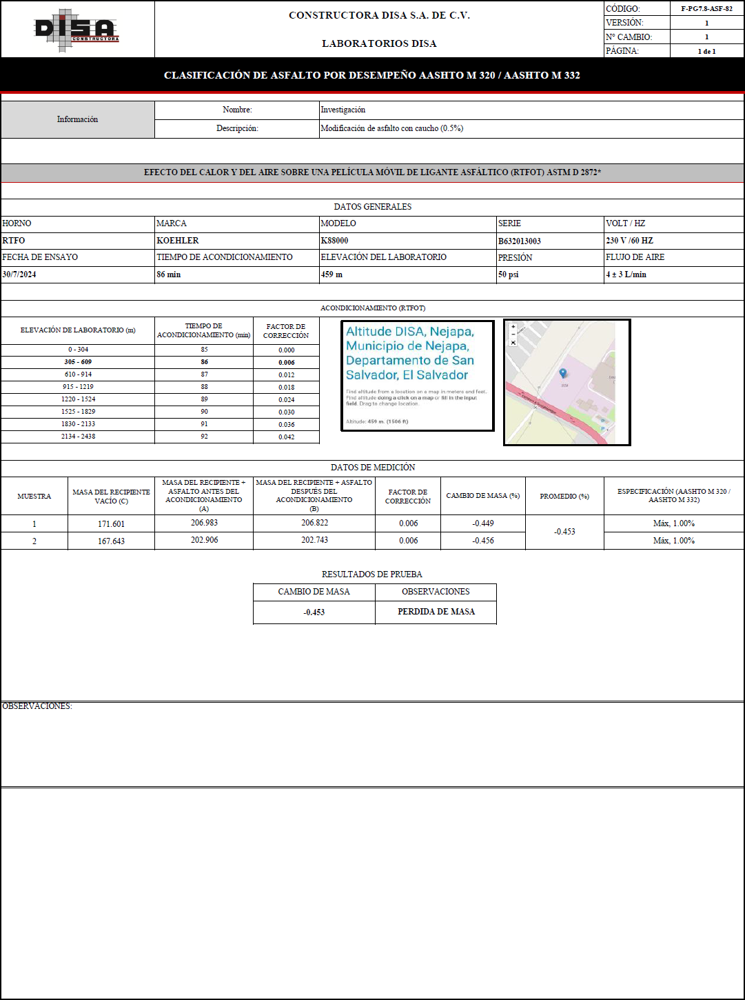 DISA
CONSTRUCTORA
CONSTRUCTORA DISA S.A. DE C.V.
LABORATORIOS DISA
CÓDIGO: F-PG7.8-ASF-82
VERSIÓN: 1
N° CAMBIO: 1
PÁGINA: 1 de 1
CLASIFICACIÓN DE ASFALTO POR DESEMPEÑO AASHTO M 320 / AASHTO M 332
Información
Nombre: Investigación
Descripción: Modificación de asfalto con caucho (0.5%)
EFECTO DEL CALOR Y DEL AIRE SOBRE UNA PELÍCULA MÓVIL DE LIGANTE ASFÁLTICO (RTFOT) ASTM D 2872*
DATOS GENERALES
HORNO MARCA MODELO SERIE VOLT / HZ
RTFO KOEHLER K88000 B632013003 230 V /60 HZ
FECHA DE ENSAYO TIEMPO DE ACONDICIONAMIENTO ELEVACIÓN DEL LABORATORIO PRESIÓN FLUJO DE AIRE
30/7/2024 86 min 459 m 50 psi 4 ± 3 L/min
ACONDICIONAMIENTO (RTFOT)
ELEVACIÓN DE LABORATORIO (m)
TIEMPO DE
ACONDICIONAMIENTO (min)
FACTOR DE
CORRECCIÓN
0 - 304 85 0.000
305 - 609 86 0.006
610 - 914 87 0.012
915 - 1219 88 0.018
1220 - 1524 89 0.024
1525 - 1829 90 0.030
1830 - 2133 91 0.036
2134 - 2438 92 0.042
Altitude DISA, Nejapa,
Municipio de Nejapa,
Departamento de San
Salvador, El Salvador
Find altitude from a location on a map in meters and feet.
Find altitude doing a click on a map or fill in the input
field. Drag to change location.
Altitude: 459 m. (1506 ft)
DATOS DE MEDICIÓN
MUESTRA
MASA DEL RECIPIENTE
VACÍO (C)
MASA DEL RECIPIENTE +
ASFALTO ANTES DEL
ACONDICIONAMIENTO
(A)
MASA DEL RECIPIENTE + ASFALTO
DESPUÉS DEL
ACONDICIONAMIENTO
(B)
FACTOR DE
CORRECCIÓN
CAMBIO DE MASA (%)
PROMEDIO (%)
ESPECIFICACIÓN (AASHTO M 320 /
AASHTO M 332)
1 171.601 206.983 206.822 0.006 -0.449 Máx, 1.00%
-0.453
2 167.643 202.906 202.743 0.006 -0.456 Máx, 1.00%
RESULTADOS DE PRUEBA
CAMBIO DE MASA OBSERVACIONES
-0.453 PERDIDA DE MASA
OBSERVACIONES: